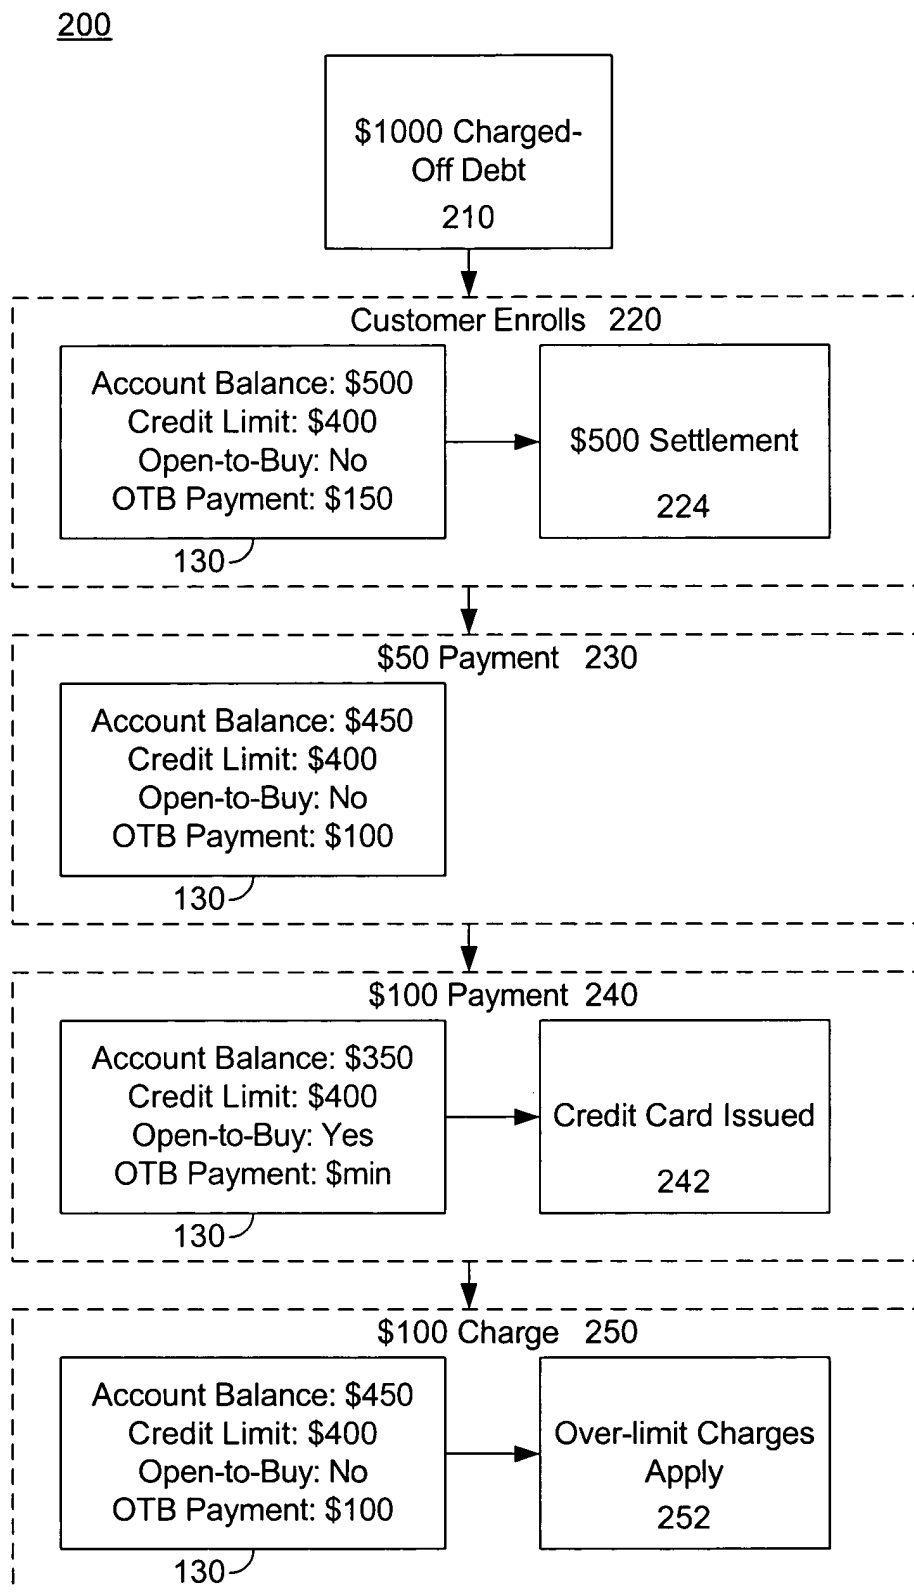 200
$1000 Charged-
Off Debt
210
Customer Enrolls 220
Account Balance: $500
Credit Limit: $400
Open-to-Buy: No
OTB Payment: $150
130
$500 Settlement
224
$50 Payment 230
Account Balance: $450
Credit Limit: $400
Open-to-Buy: No
OTB Payment: $100
130
$100 Payment 240
Account Balance: $350
Credit Limit: $400
Open-to-Buy: Yes
OTB Payment: $min
130
Credit Card Issued
242
$100 Charge 250
Account Balance: $450
Credit Limit: $400
Open-to-Buy: No
OTB Payment: $100
130
Over-limit Charges
Apply
252